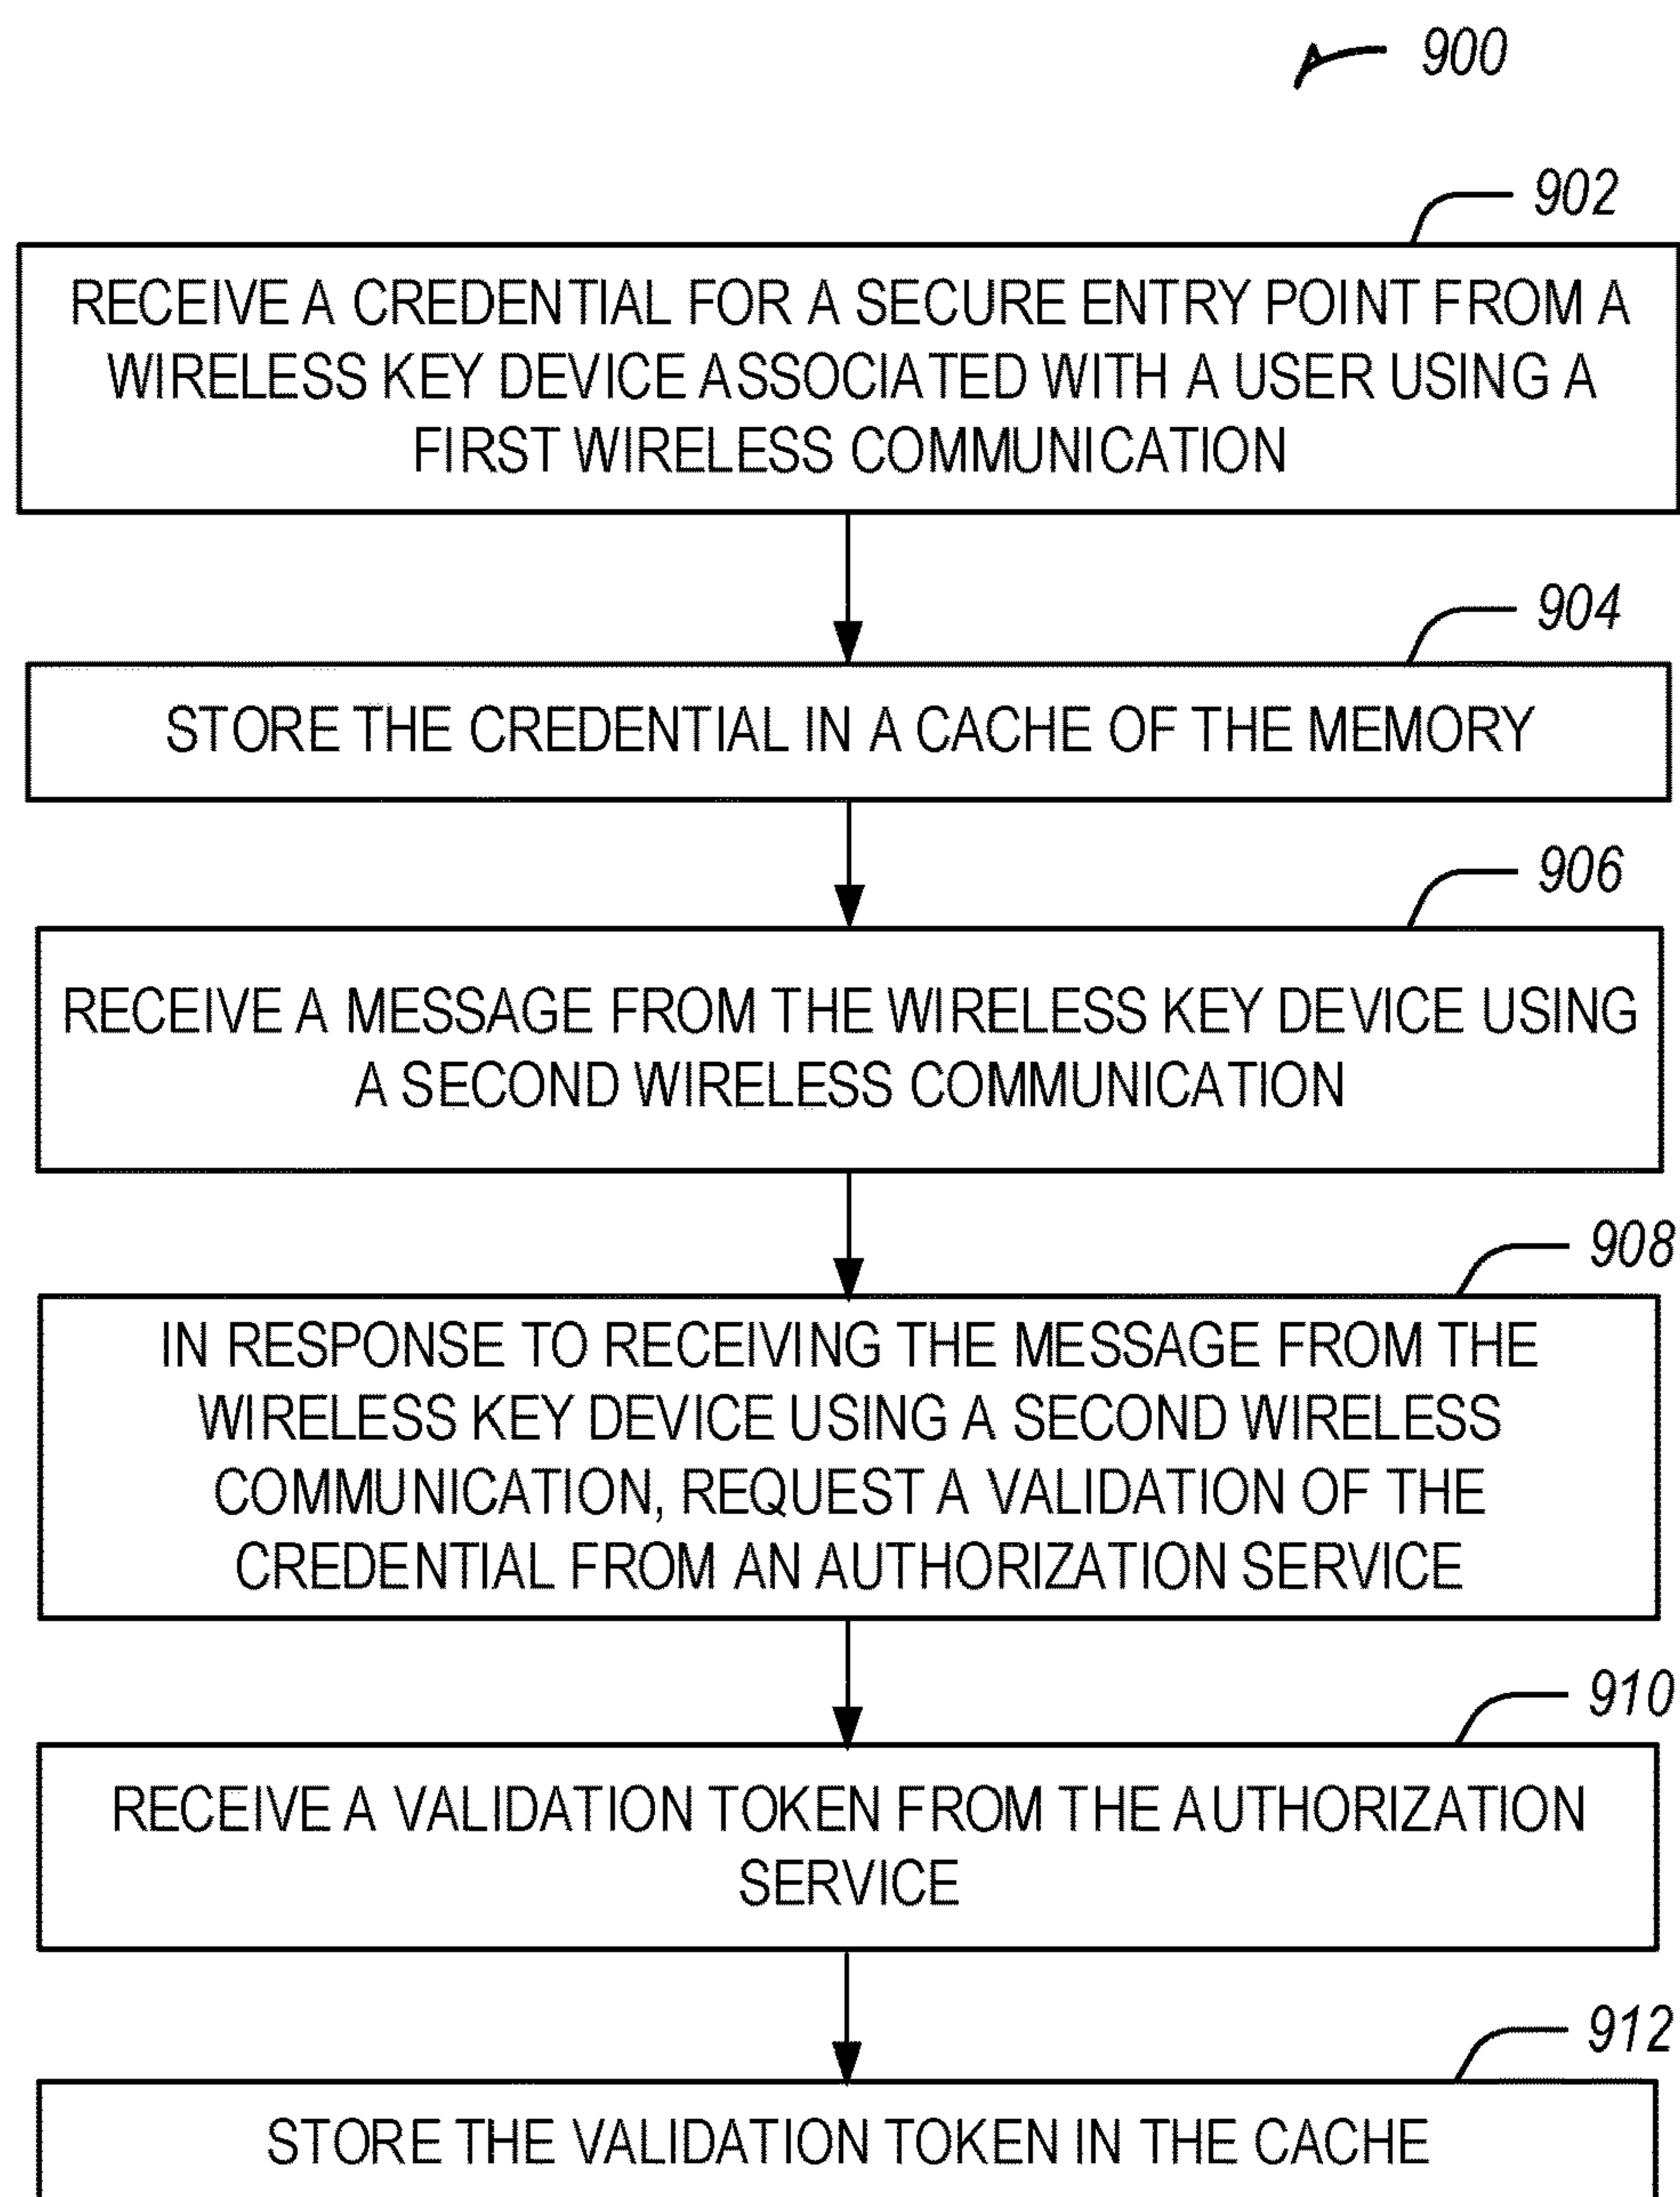 900
902
RECEIVE A CREDENTIAL FOR A SECURE ENTRY POINT FROM A
WIRELESS KEY DEVICE ASSOCIATED WITH A USER USING A
FIRST WIRELESS COMMUNICATION
904
STORE THE CREDENTIAL IN A CACHE OF THE MEMORY
906
RECEIVE A MESSAGE FROM THE WIRELESS KEY DEVICE USING
A SECOND WIRELESS COMMUNICATION
908
IN RESPONSE TO RECEIVING THE MESSAGE FROM THE
WIRELESS KEY DEVICE USING A SECOND WIRELESS
COMMUNICATION, REQUEST A VALIDATION OF THE
CREDENTIAL FROM AN AUTHORIZATION SERVICE
910
RECEIVE A VALIDATION TOKEN FROM THE AUTHORIZATION
SERVICE
912
STORE THE VALIDATION TOKEN IN THE CACHE